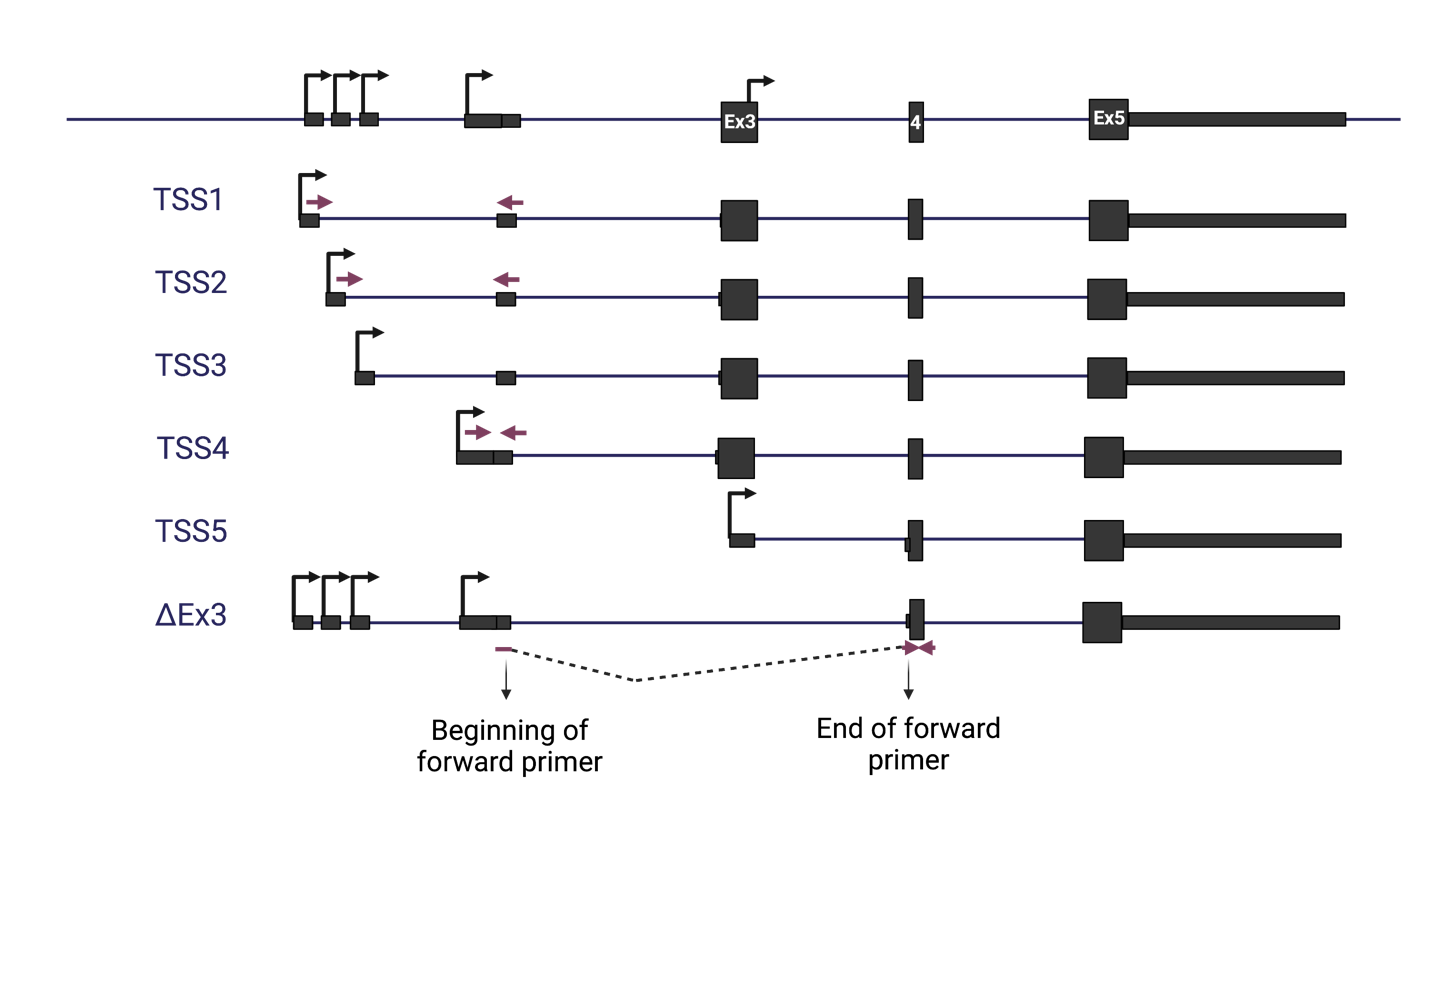 Ex3 4 Ex5
TSS1
TSS2
TSS3
TSS4
TSS5
ΔEx3
Beginning of
forward primer
End of forward
primer